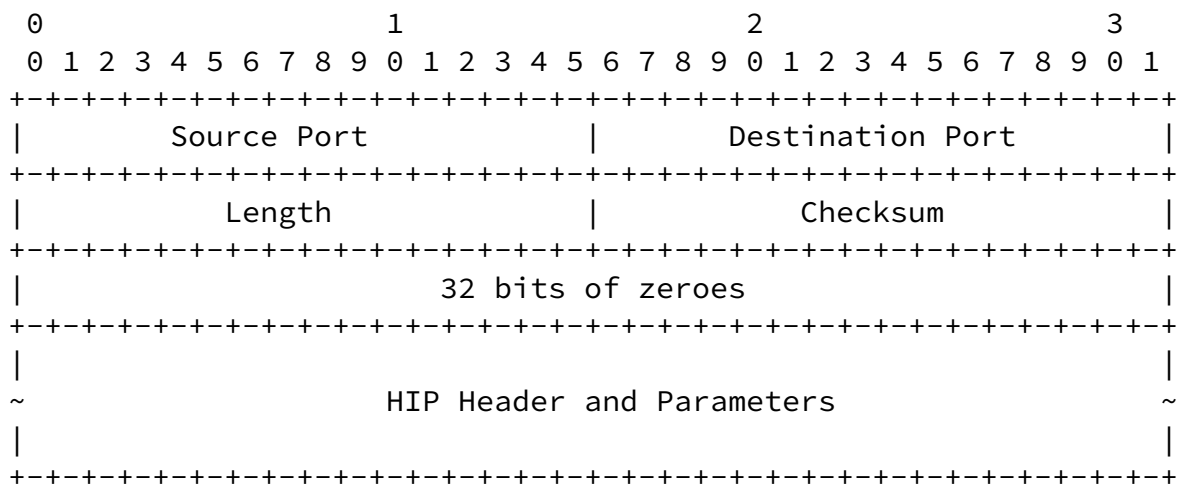 0                   1                   2                   3
 0 1 2 3 4 5 6 7 8 9 0 1 2 3 4 5 6 7 8 9 0 1 2 3 4 5 6 7 8 9 0 1
+-+-+-+-+-+-+-+-+-+-+-+-+-+-+-+-+-+-+-+-+-+-+-+-+-+-+-+-+-+-+-+-+
|        Source Port            |       Destination Port        |
+-+-+-+-+-+-+-+-+-+-+-+-+-+-+-+-+-+-+-+-+-+-+-+-+-+-+-+-+-+-+-+-+
|           Length              |           Checksum            |
+-+-+-+-+-+-+-+-+-+-+-+-+-+-+-+-+-+-+-+-+-+-+-+-+-+-+-+-+-+-+-+-+
|                       32 bits of zeroes                       |
+-+-+-+-+-+-+-+-+-+-+-+-+-+-+-+-+-+-+-+-+-+-+-+-+-+-+-+-+-+-+-+-+
|                                                               |
~                    HIP Header and Parameters                  ~
|                                                               |
+-+-+-+-+-+-+-+-+-+-+-+-+-+-+-+-+-+-+-+-+-+-+-+-+-+-+-+-+-+-+-+-+